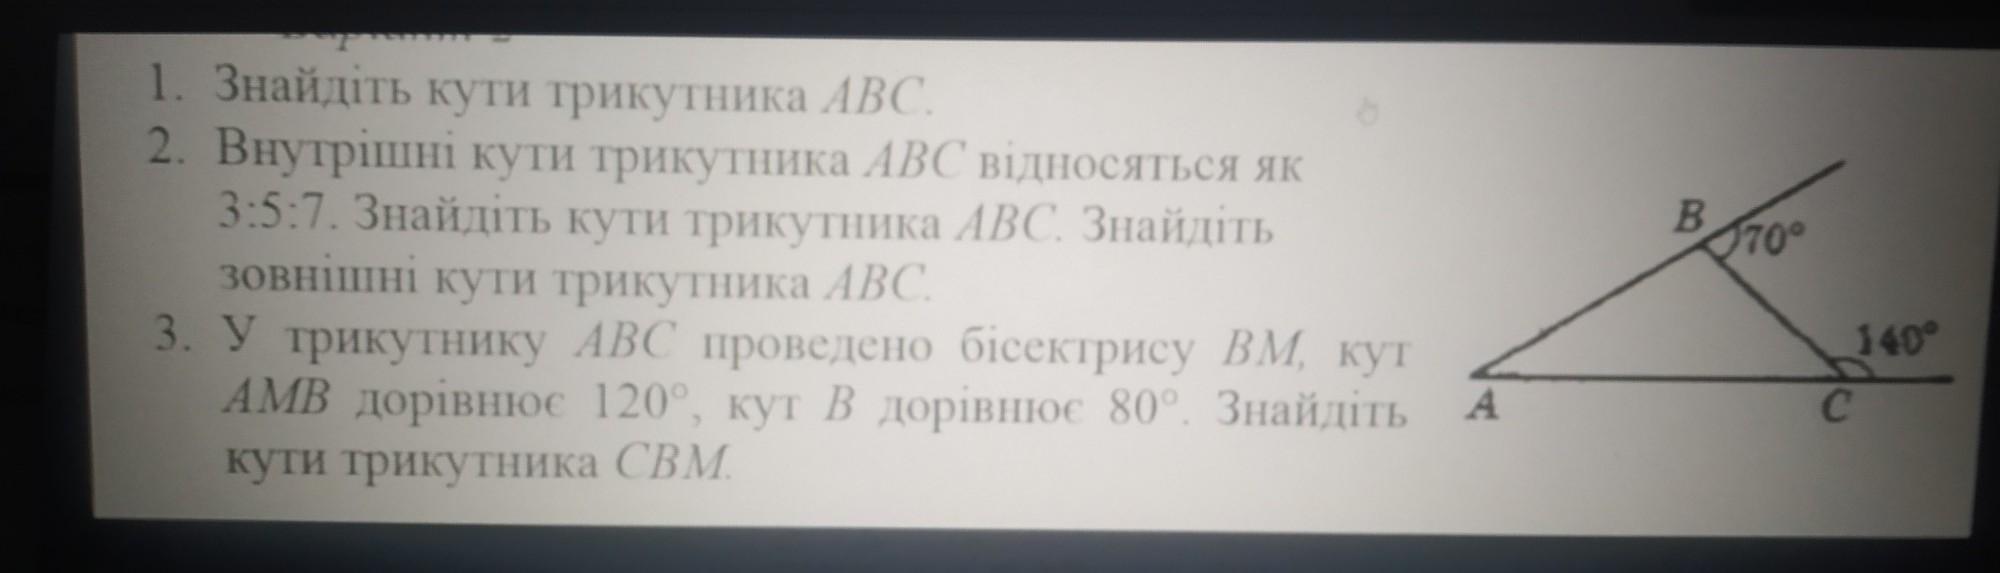 1. Знайдіть кути трикутника ABC.
2. Внутрішні кути трикутника ABC відносяться як
3:5:7. Знайдіть кути трикутника ABC. Знайдіть
зовнішні кути трикутника ABC.
3. У трикутнику ABC проведено бісектрису BM, кут
AMB дорівнює 120°, кут B дорівнює 80°. Знайдіть
кути трикутника CBM.
B 70°
140°
A C